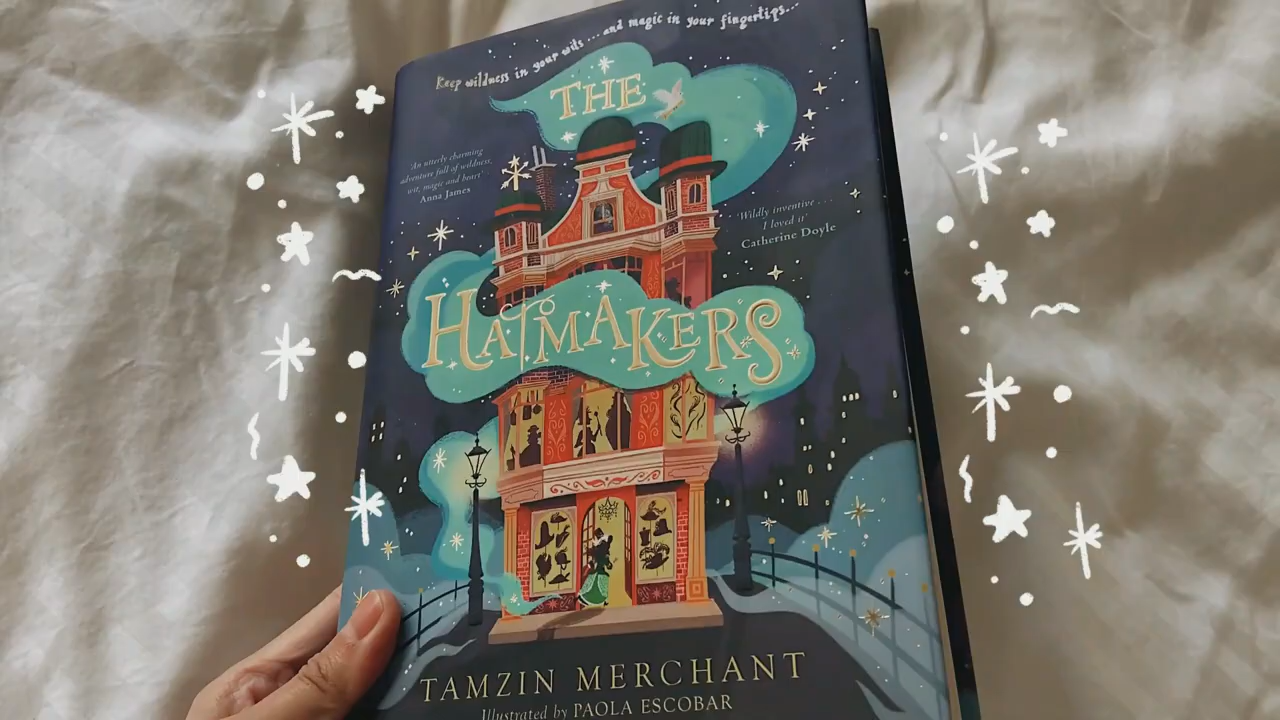 Keep wildness in your wits ... and magic in your fingertips...
THE
'An utterly charming
adventure full of wildness,
wit, magic and heart'
Anna James
'Wildly inventive ...
I loved it'
Catherine Doyle
HATMAKERS
TAMZIN MERCHANT
Illustrated by PAOLA ESCOBAR